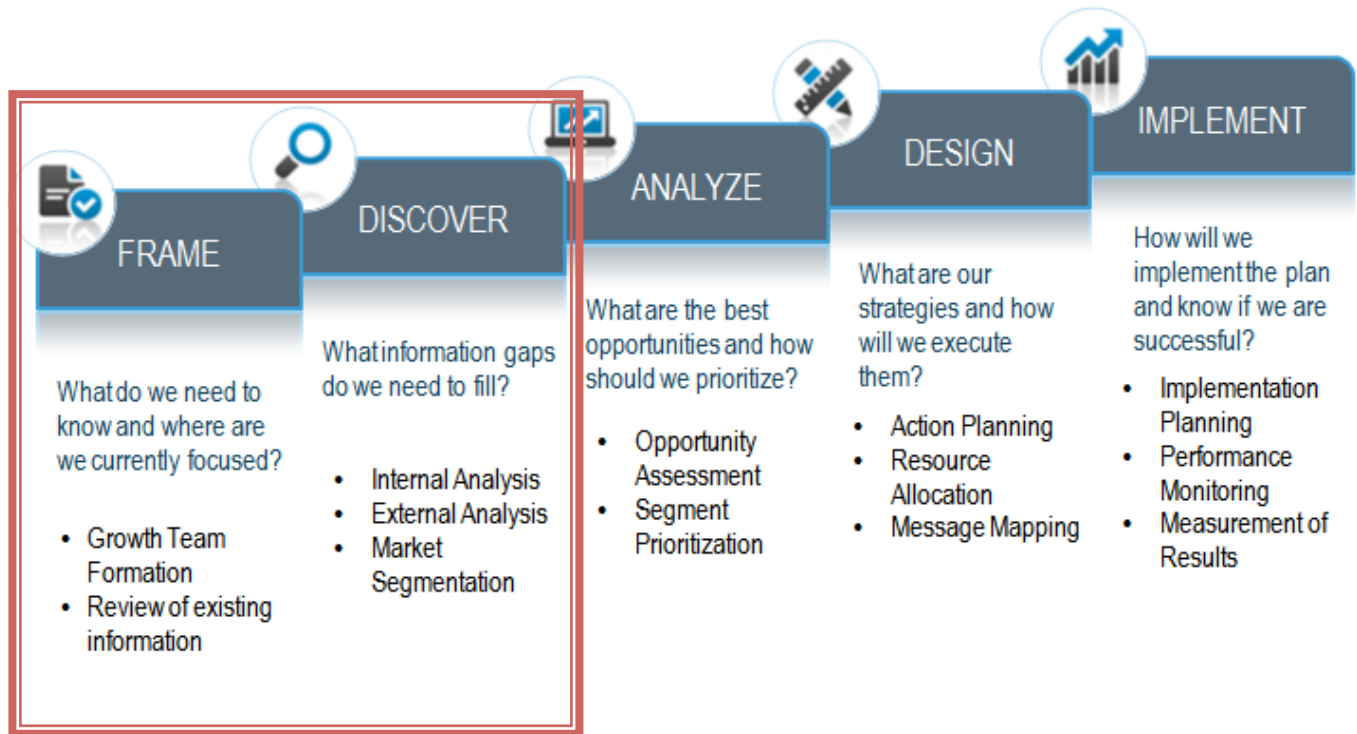 FRAME
What do we need to
know and where are
we currently focused?
• Growth Team
Formation
• Review of existing
information
DISCOVER
What information gaps
do we need to fill?
• Internal Analysis
• External Analysis
• Market
Segmentation
ANALYZE
What are the best
opportunities and how
should we prioritize?
• Opportunity
Assessment
• Segment
Prioritization
DESIGN
What are our
strategies and how
will we execute
them?
• Action Planning
• Resource
Allocation
• Message Mapping
IMPLEMENT
How will we
implement the plan
and know if we are
successful?
• Implementation
Planning
• Performance
Monitoring
• Measurement of
Results